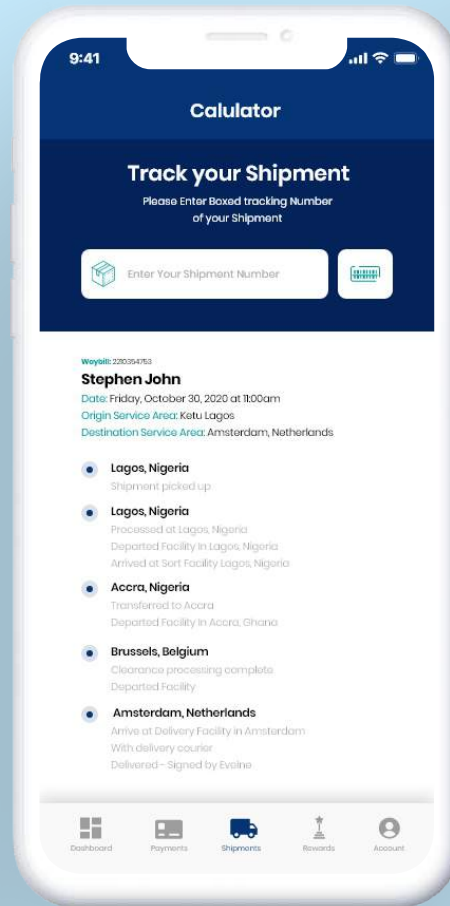 9:41
Calulator
Track your Shipment
Please Enter Boxed tracking Number
of your Shipment
Enter Your Shipment Number
Waybill: 2210354753
Stephen John
Date: Friday, October 30, 2020 at 11:00am
Origin Service Area: Ketu Lagos
Destination Service Area: Amsterdam, Netherlands
Lagos, Nigeria
Shipment picked up
Lagos, Nigeria
Processed at Lagos, Nigeria
Departed Facility In Lagos, Nigeria
Arrived at Sort Facility Lagos, Nigeria
Accra, Nigeria
Transferred to Accra
Departed Facility In Accra, Ghana
Brussels, Belgium
Clearance processing complete
Departed Facility
Amsterdam, Netherlands
Arrive at Delivery Facility in Amsterdam
With delivery courier
Delivered - Signed by Eveline
Dashboard Payments Shipments Rewards Account